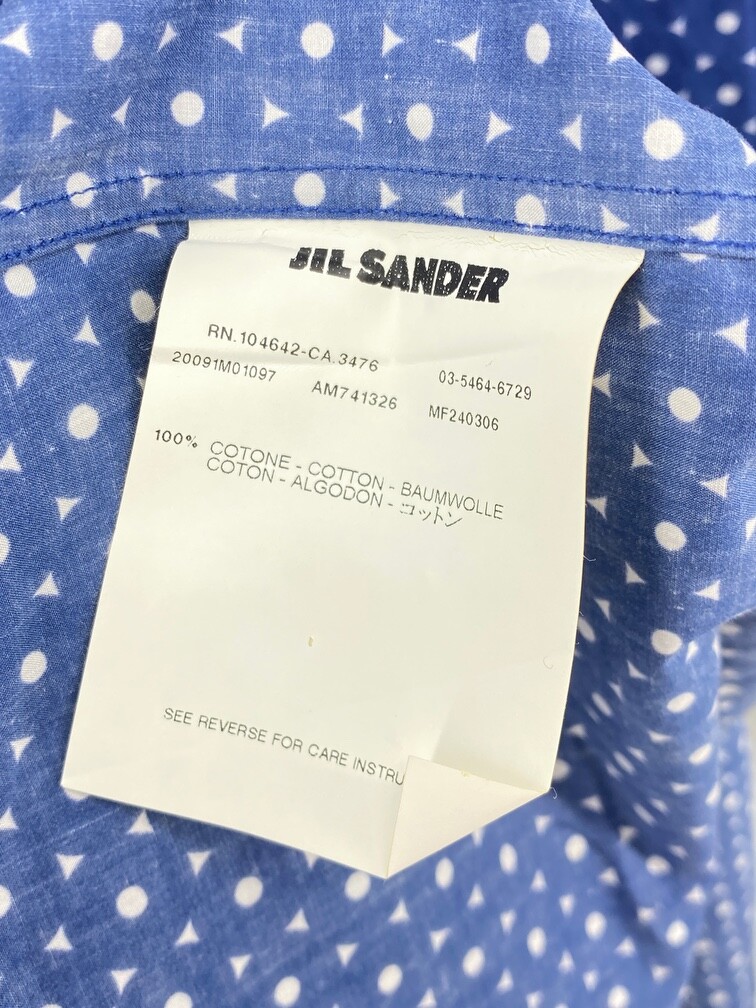 JIL SANDER
RN.104642-CA.3476
03-5464-6729
20091M01097
AM741326
MF240306
100% COTONE - COTTON - BAUMWOLLE
COTON - ALGODON - コットン
SEE REVERSE FOR CARE INSTRU